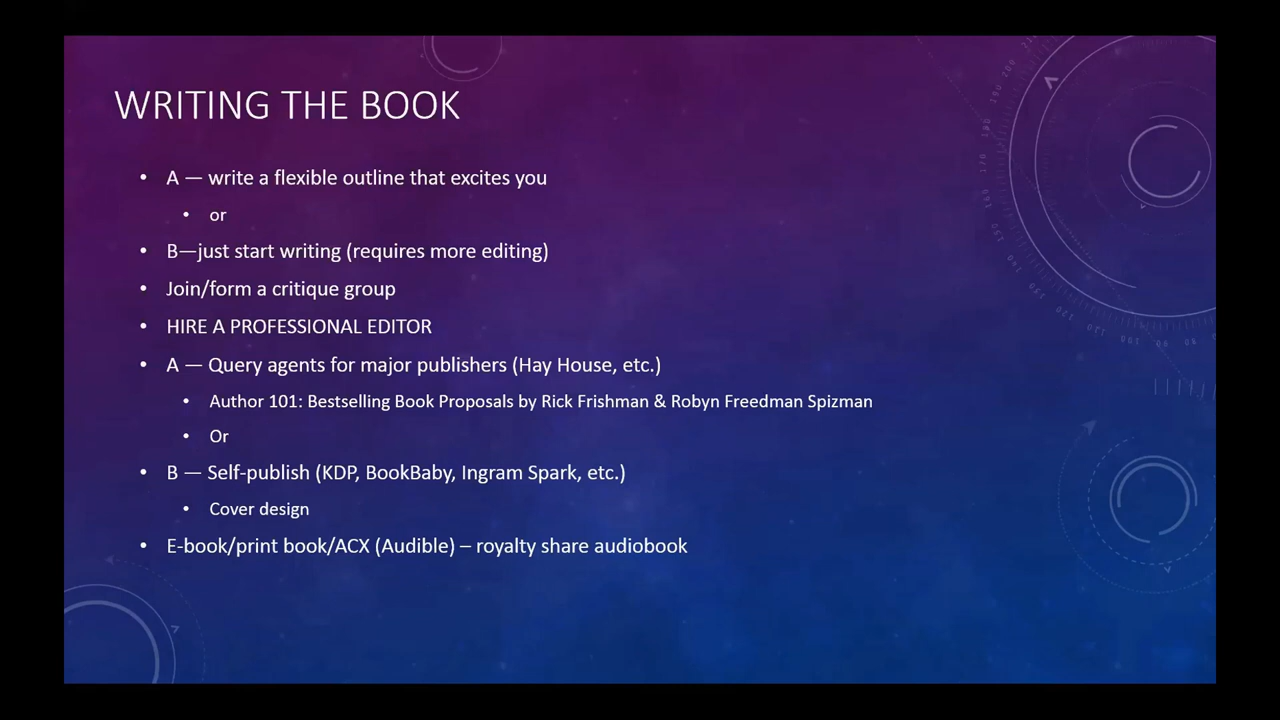 WRITING THE BOOK
• A — write a flexible outline that excites you
• or
• B—just start writing (requires more editing)
• Join/form a critique group
• HIRE A PROFESSIONAL EDITOR
• A — Query agents for major publishers (Hay House, etc.)
• Author 101: Bestselling Book Proposals by Rick Frishman & Robyn Freedman Spizman
• Or
• B — Self-publish (KDP, BookBaby, Ingram Spark, etc.)
• Cover design
• E-book/print book/ACX (Audible) – royalty share audiobook